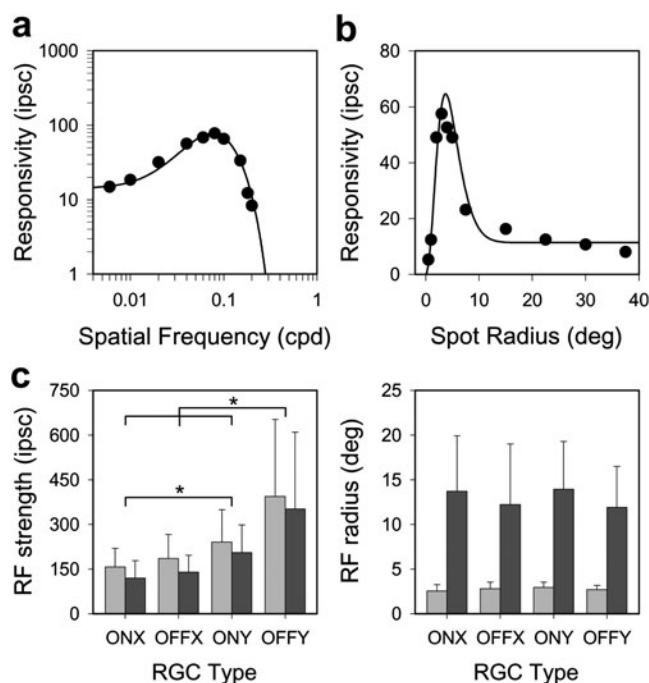 a
1000
100
10
1
Responsivity (ipsc)
0.01 0.1 1
Spatial Frequency (cpd)
b
80
60
40
20
0
Responsivity (ipsc)
0 10 20 30 40
Spot Radius (deg)
c
750
600
450
300
150
0
RF strength (ipsc)
*
*
ONX OFFX ONY OFFY
RGC Type
25
20
15
10
5
0
RF radius (deg)
ONX OFFX ONY OFFY
RGC Type